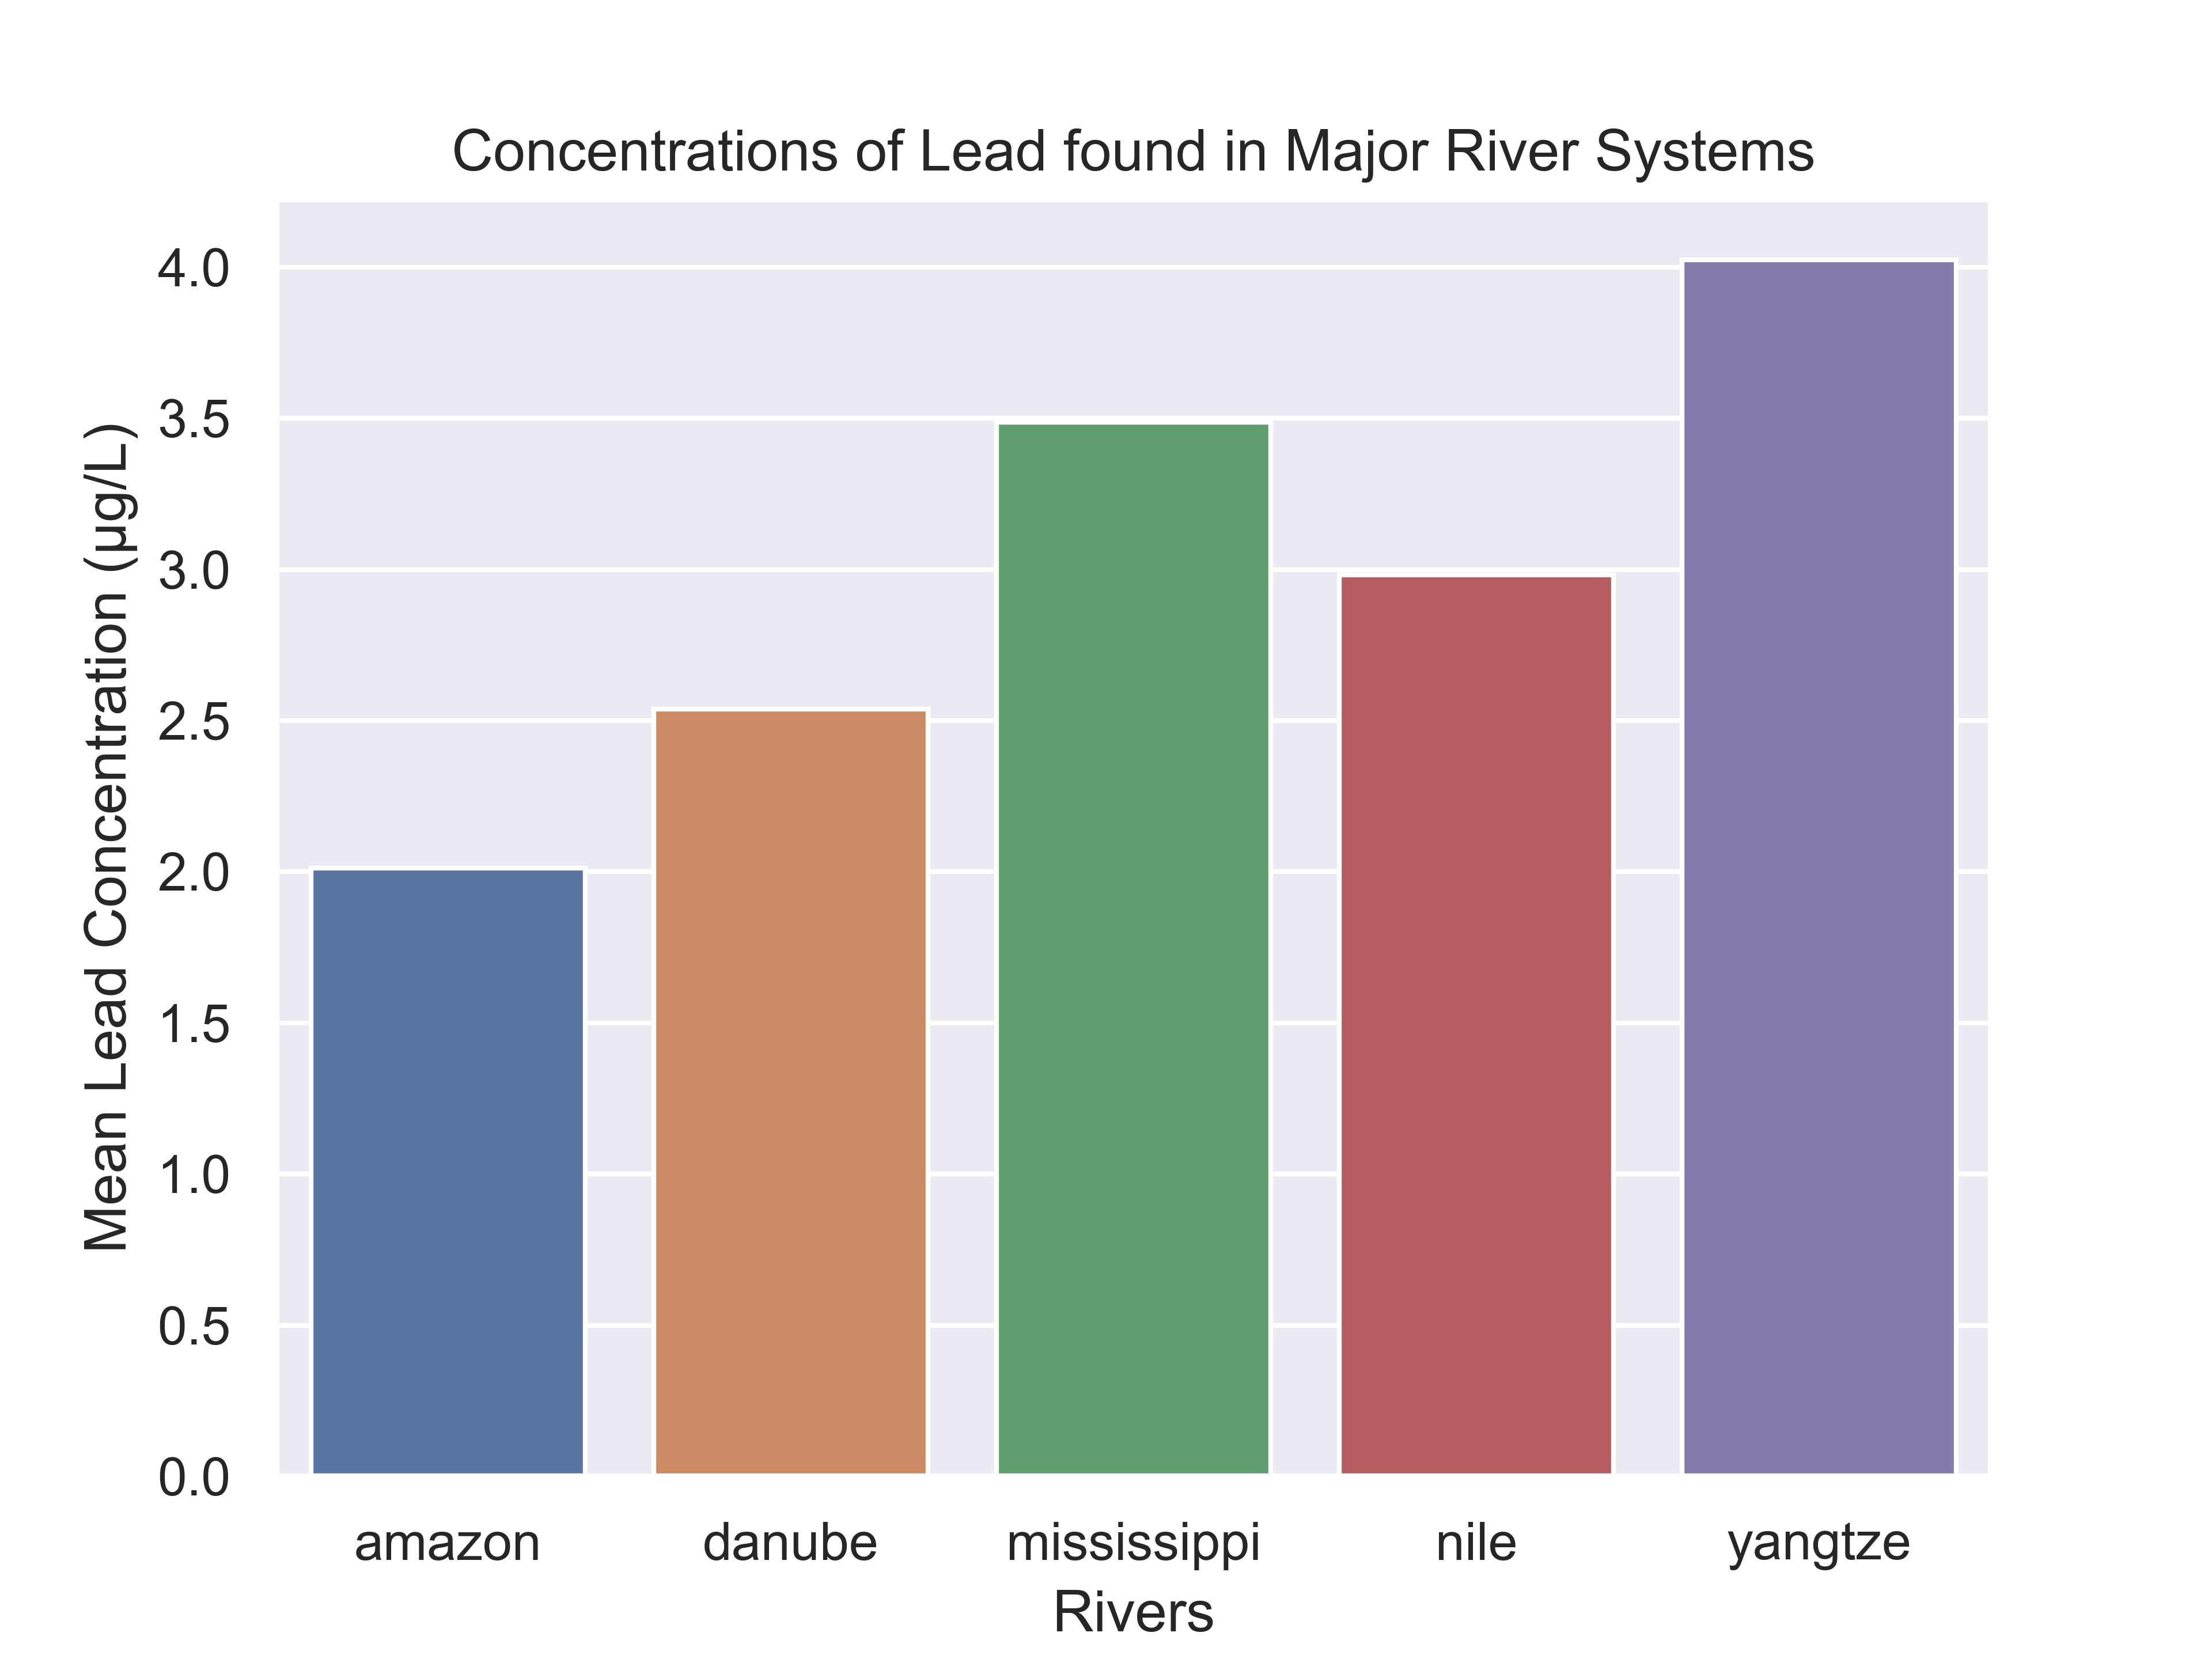 Concentrations of Lead found in Major River Systems
Mean Lead Concentration (µg/L)
4.0
3.5
3.0
2.5
2.0
1.5
1.0
0.5
0.0
amazon danube mississippi nile yangtze
Rivers